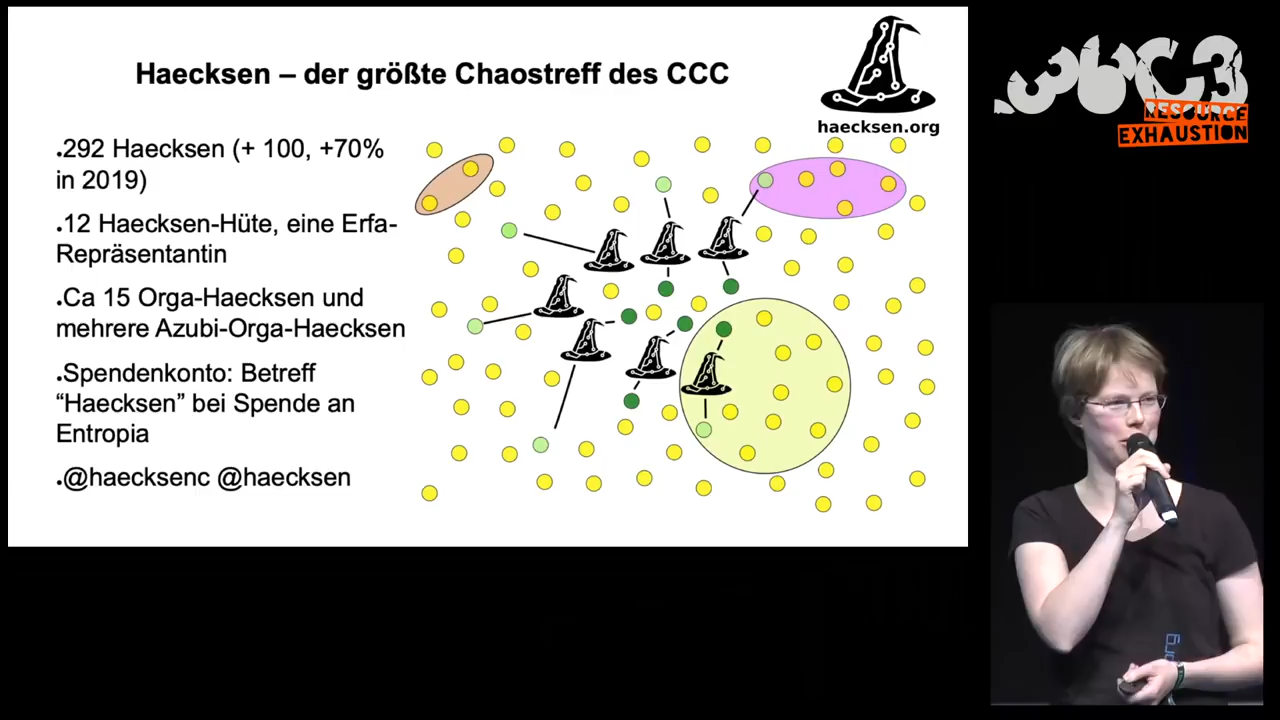 Haecksen – der größte Chaostreff des CCC
haecksen.org
.292 Haecksen (+ 100, +70%
in 2019)
.12 Haecksen-Hüte, eine Erfa-
Repräsentantin
.Ca 15 Orga-Haecksen und
mehrere Azubi-Orga-Haecksen
.Spendenkonto: Betreff
“Haecksen” bei Spende an
Entropia
.@haecksenc @haecksen
36C3
RESOURCE
EXHAUSTION
org